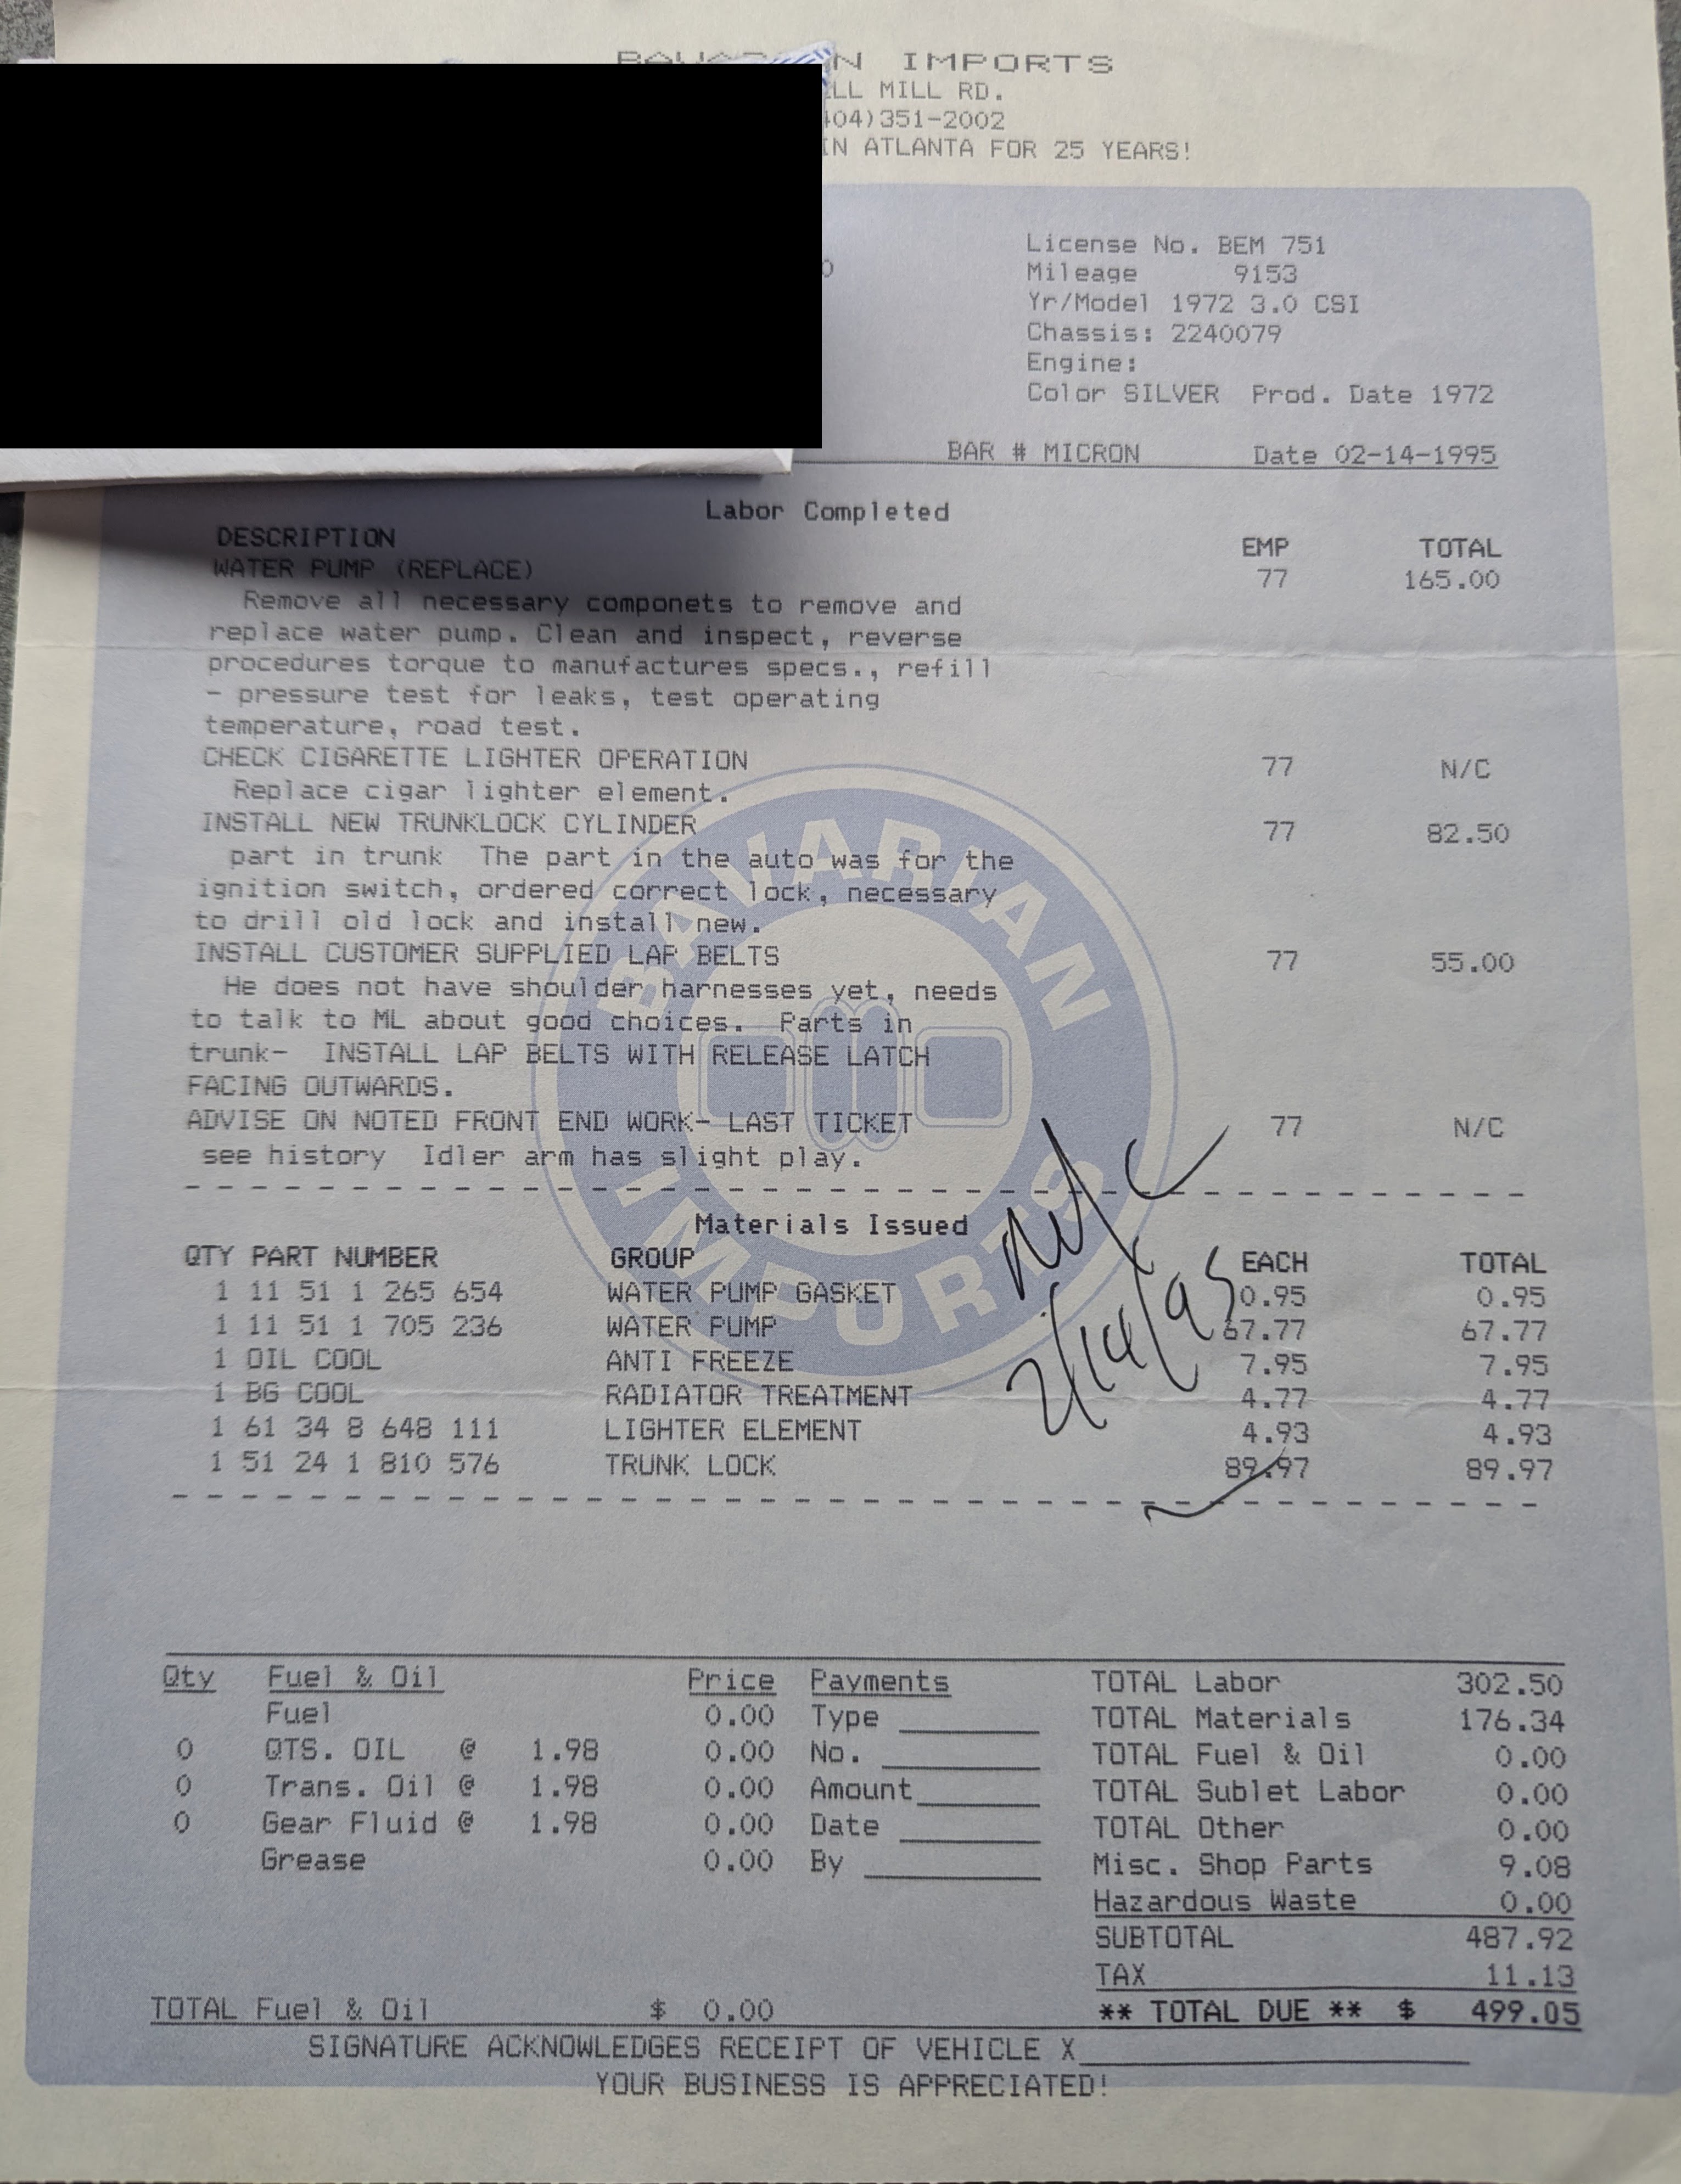 IMPORTS
MILL RD.
351-2002
IN ATLANTA FOR 25 YEARS!
License No. BEM 751
Mileage 9153
Yr/Model 1972 3.0 CSI
Chassis: 2240079
Engine:
Color SILVER Prod. Date 1972
BAR # MICRON Date 02-14-1995
Labor Completed
DESCRIPTION EMP TOTAL
WATER PUMP (REPLACE) 77 165.00
Remove all necessary componets to remove and
replace water pump. Clean and inspect, reverse
procedures torque to manufactures specs., refill
- pressure test for leaks, test operating
temperature, road test.
CHECK CIGARETTE LIGHTER OPERATION 77 N/C
Replace cigar lighter element.
INSTALL NEW TRUNKLOCK CYLINDER 77 82.50
part in trunk The part in the auto was for the
ignition switch, ordered correct lock, necessary
to drill old lock and install new.
INSTALL CUSTOMER SUPPLIED LAP BELTS 77 55.00
He does not have shoulder harnesses yet, needs
to talk to ML about good choices. Parts in
trunk- INSTALL LAP BELTS WITH RELEASE LATCH
FACING OUTWARDS.
ADVISE ON NOTED FRONT END WORK- LAST TICKET 77 N/C
see history Idler arm has slight play.
BAVARIAN IMPORTS
Materials Issued
2/14/95
QTY PART NUMBER GROUP EACH TOTAL
1 11 51 1 265 654 WATER PUMP GASKET 0.95 0.95
1 11 51 1 705 236 WATER PUMP 67.77 67.77
1 OIL COOL ANTI FREEZE 7.95 7.95
1 BG COOL RADIATOR TREATMENT 4.77 4.77
1 61 34 8 648 111 LIGHTER ELEMENT 4.93 4.93
1 51 24 1 810 576 TRUNK LOCK 89.97 89.97
Qty Fuel & Oil Price Payments TOTAL Labor 302.50
Fuel 0.00 Type TOTAL Materials 176.34
0 QTS. OIL @ 1.98 0.00 No. TOTAL Fuel & Oil 0.00
0 Trans. Oil @ 1.98 0.00 Amount TOTAL Sublet Labor 0.00
0 Gear Fluid @ 1.98 0.00 Date TOTAL Other 0.00
Grease 0.00 By Misc. Shop Parts 9.08
Hazardous Waste 0.00
SUBTOTAL 487.92
TAX 11.13
TOTAL Fuel & Oil $ 0.00 ** TOTAL DUE ** $ 499.05
SIGNATURE ACKNOWLEDGES RECEIPT OF VEHICLE X
YOUR BUSINESS IS APPRECIATED!